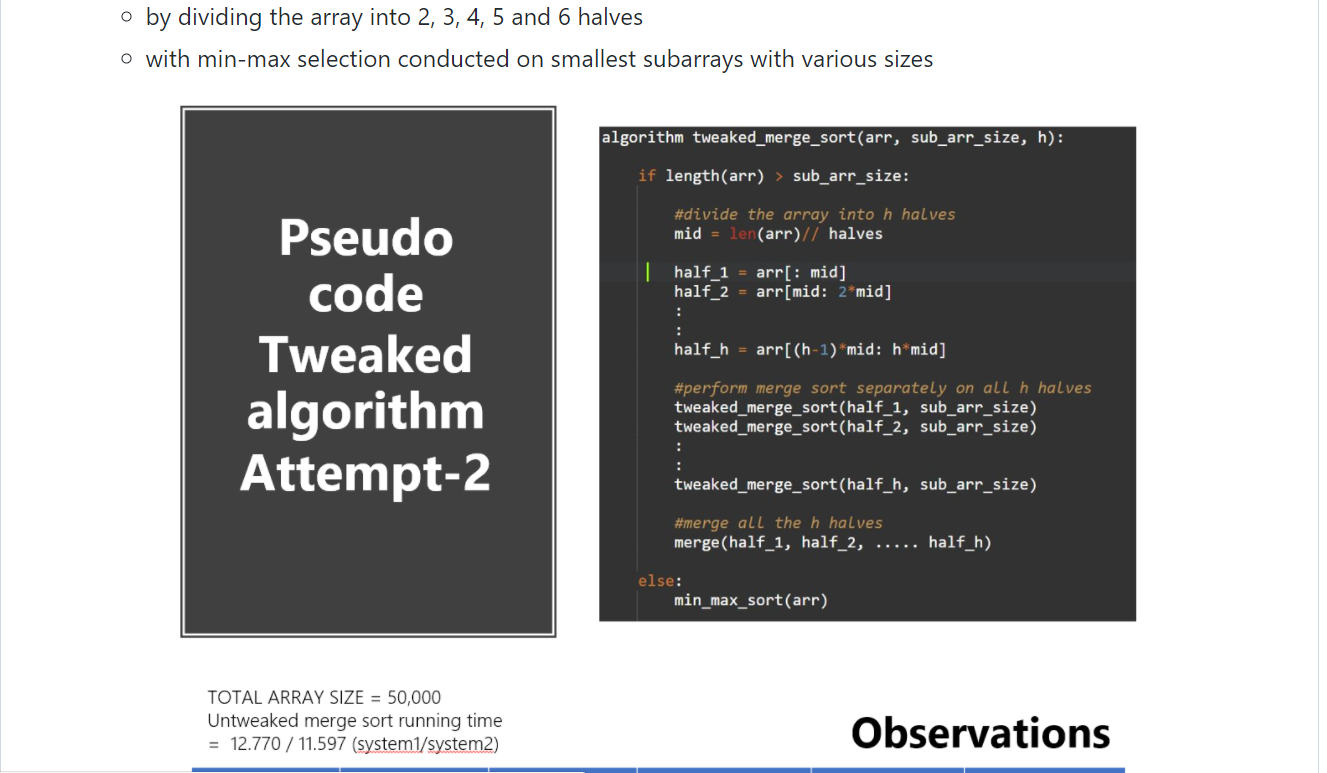 by dividing the array into 2, 3, 4, 5 and 6 halves
with min-max selection conducted on smallest subarrays with various sizes
Pseudo
code
Tweaked
algorithm
Attempt-2
algorithm tweaked_merge_sort(arr, sub_arr_size, h):
if length(arr) > sub_arr_size:
#divide the array into h halves
mid = len(arr)// halves
half_1 = arr[: mid]
half_2 = arr[mid: 2*mid]
:
:
half_h = arr[(h-1)*mid: h*mid]
#perform merge sort separately on all h halves
tweaked_merge_sort(half_1, sub_arr_size)
tweaked_merge_sort(half_2, sub_arr_size)
:
:
tweaked_merge_sort(half_h, sub_arr_size)
#merge all the h halves
merge(half_1, half_2, ..... half_h)
else:
min_max_sort(arr)
TOTAL ARRAY SIZE = 50,000
Untweaked merge sort running time
= 12.770 / 11.597 (system1/system2)
Observations